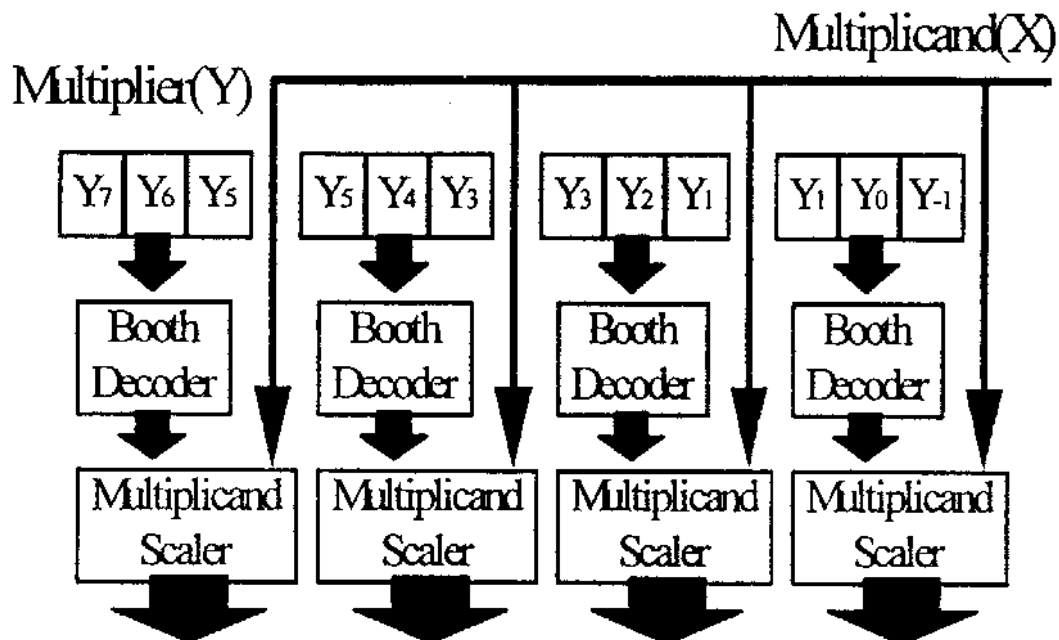 Multiplicand(X)
Multiplier(Y)
Y7 Y6 Y5 Y5 Y4 Y3 Y3 Y2 Y1 Y1 Y0 Y-1
Booth Decoder
Booth Decoder
Booth Decoder
Booth Decoder
Multiplicand Scaler
Multiplicand Scaler
Multiplicand Scaler
Multiplicand Scaler